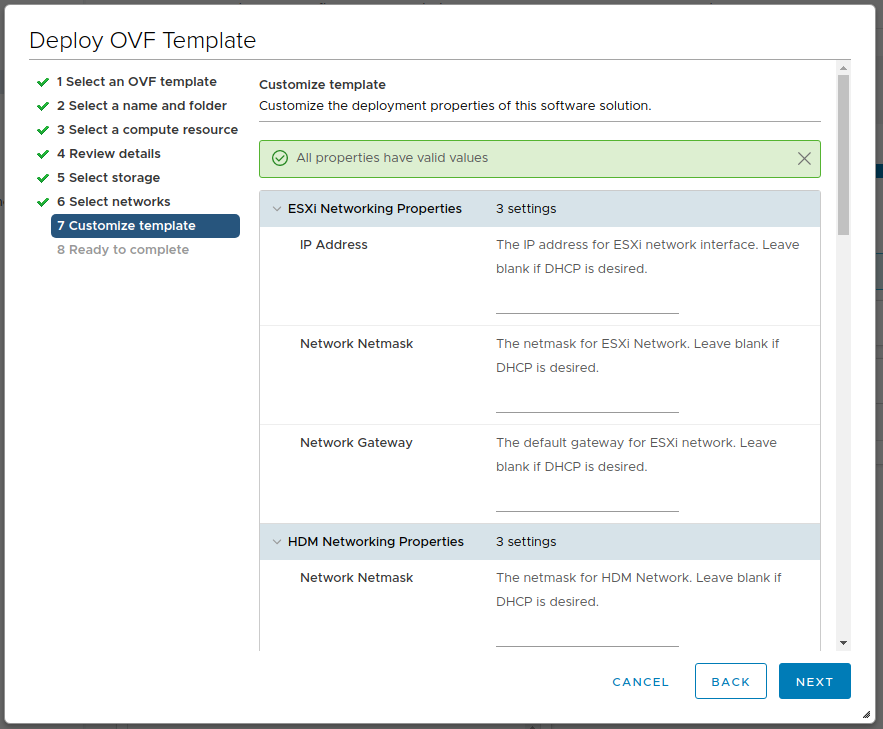 Deploy OVF Template
1 Select an OVF template
2 Select a name and folder
3 Select a compute resource
4 Review details
5 Select storage
6 Select networks
7 Customize template
8 Ready to complete
Customize template
Customize the deployment properties of this software solution.
All properties have valid values
ESXi Networking Properties 3 settings
IP Address The IP address for ESXi network interface. Leave
blank if DHCP is desired.
Network Netmask The netmask for ESXi Network. Leave blank if
DHCP is desired.
Network Gateway The default gateway for ESXi network. Leave
blank if DHCP is desired.
HDM Networking Properties 3 settings
Network Netmask The netmask for HDM Network. Leave blank if
DHCP is desired.
CANCEL BACK NEXT